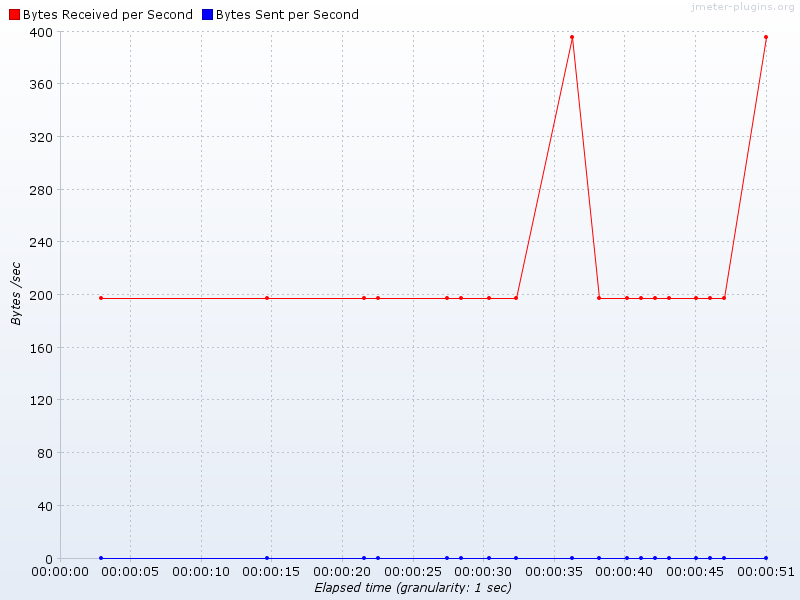 jmeter-plugins.org
Bytes Received per Second Bytes Sent per Second
400
360
320
280
240
200
160
120
80
40
0
Bytes /sec
00:00:00 00:00:05 00:00:10 00:00:15 00:00:20 00:00:25 00:00:30 00:00:35 00:00:40 00:00:45 00:00:51
Elapsed time (granularity: 1 sec)